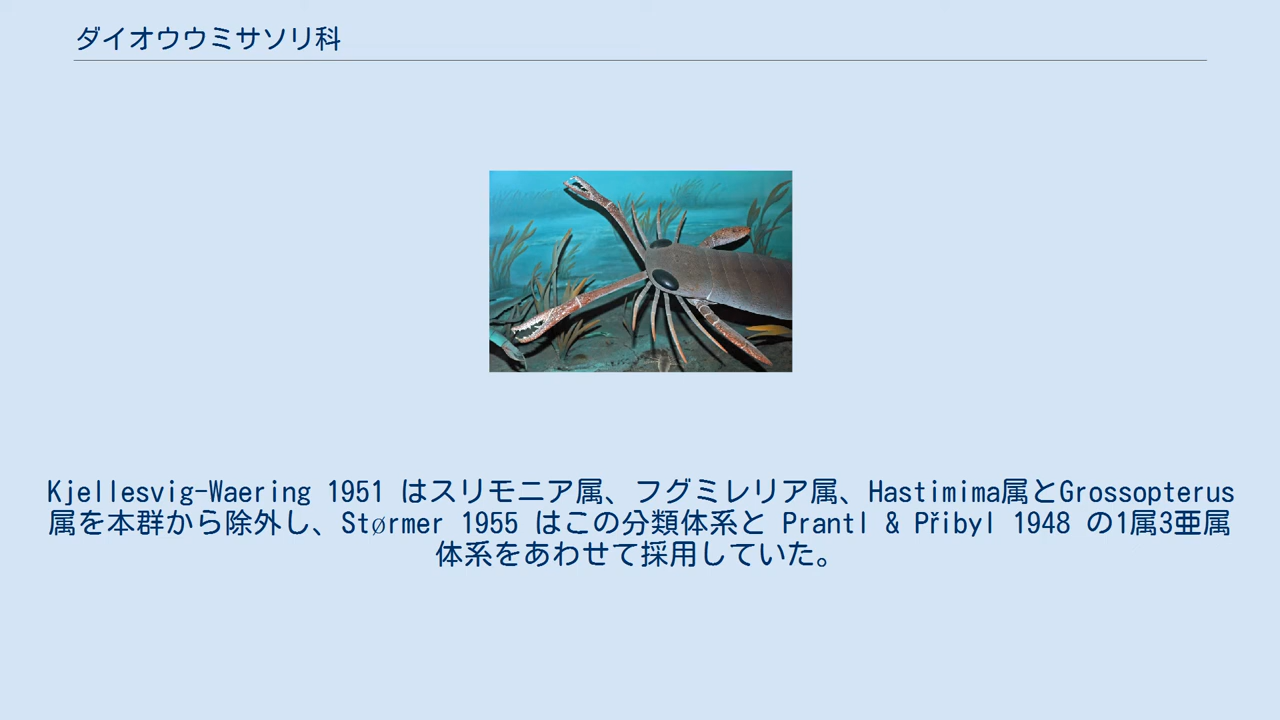 ダイオウウミサソリ科
Kjellesvig-Waering 1951 はスリモニア属、フグミレリア属、Hastimima属とGrossopterus
属を本群から除外し、Størmer 1955 はこの分類体系と Prantl & Přibyl 1948 の1属3亜属
体系をあわせて採用していた。